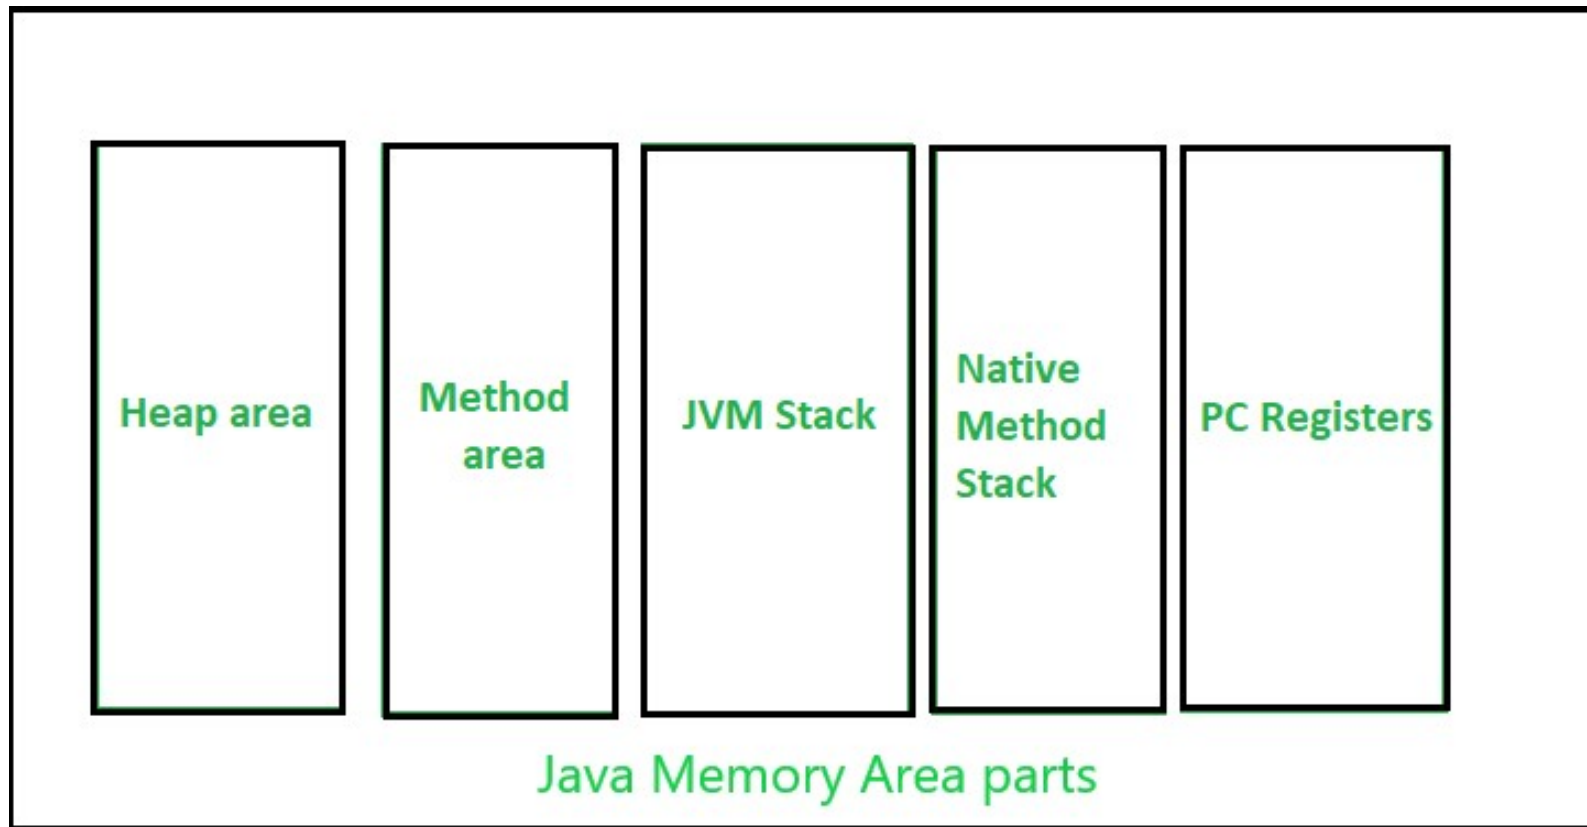 Heap area
Method
area
JVM Stack
Native
Method
Stack
PC Registers
Java Memory Area parts